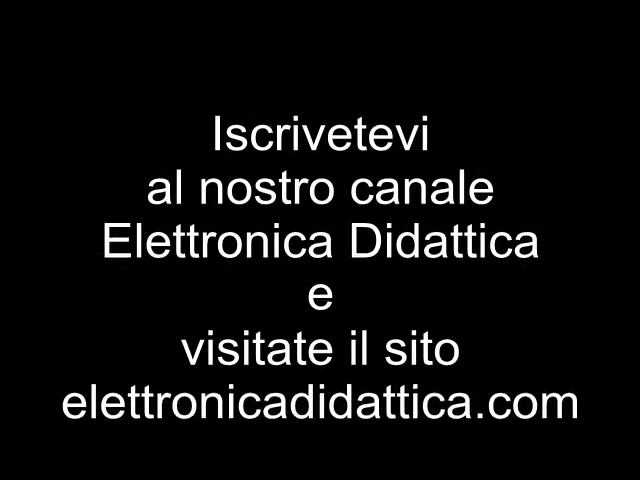 Iscrivetevi
al nostro canale
Elettronica Didattica
e
visitate il sito
elettronicadidattica.com